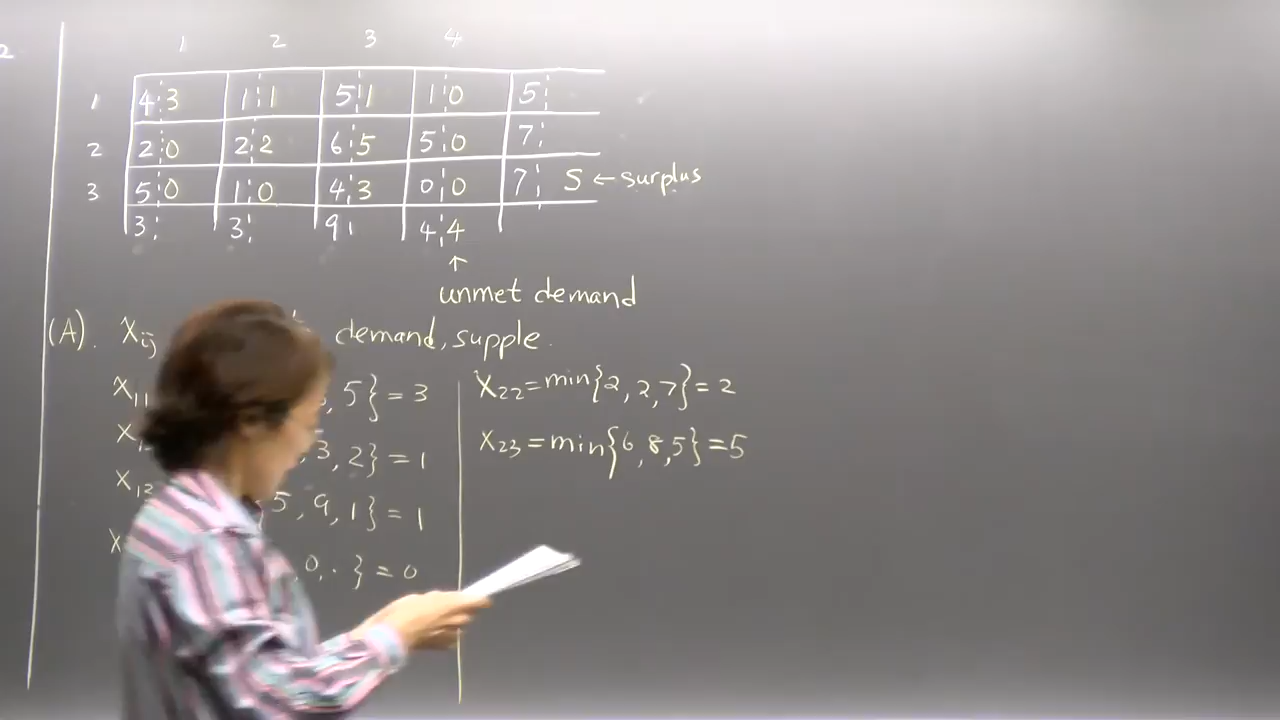 2
1 2 3 4
1 4 3 1 1 5 1 1 0 5
2 2 0 2 2 6 5 5 0 7
3 5 0 1 0 4 3 0 0 7 S ← surplus
3 3 9 4 4
↑
unmet demand
(A). Xij demand, supple.
X11 , 5} = 3
X , 3, 2} = 1
X12 5, 9, 1} = 1
X , 0, · } = 0
X22 = min{2, 2, 7} = 2
X23 = min{6, 8, 5} = 5